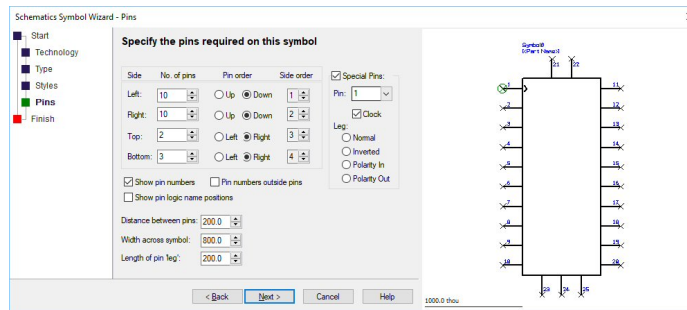 Schematics Symbol Wizard - Pins
Start
Technology
Type
Styles
Pins
Finish
Specify the pins required on this symbol
Side No. of pins Pin order Side order
Left: 10 Up Down 1
Right: 10 Up Down 2
Top: 2 Left Right 3
Bottom: 3 Left Right 4
Special Pins:
Pin: 1
Clock
Leg:
Normal
Inverted
Polarity In
Polarity Out
Show pin numbers Pin numbers outside pins
Show pin logic name positions
Distance between pins: 200.0
Width across symbol: 800.0
Length of pin 'leg': 200.0
< Back Next > Cancel Help
Symbol0
21 22
1 11
2 12
3 13
4 14
5 15
6 16
7 17
8 18
9 19
10 20
23 24 25
1000.0 thou